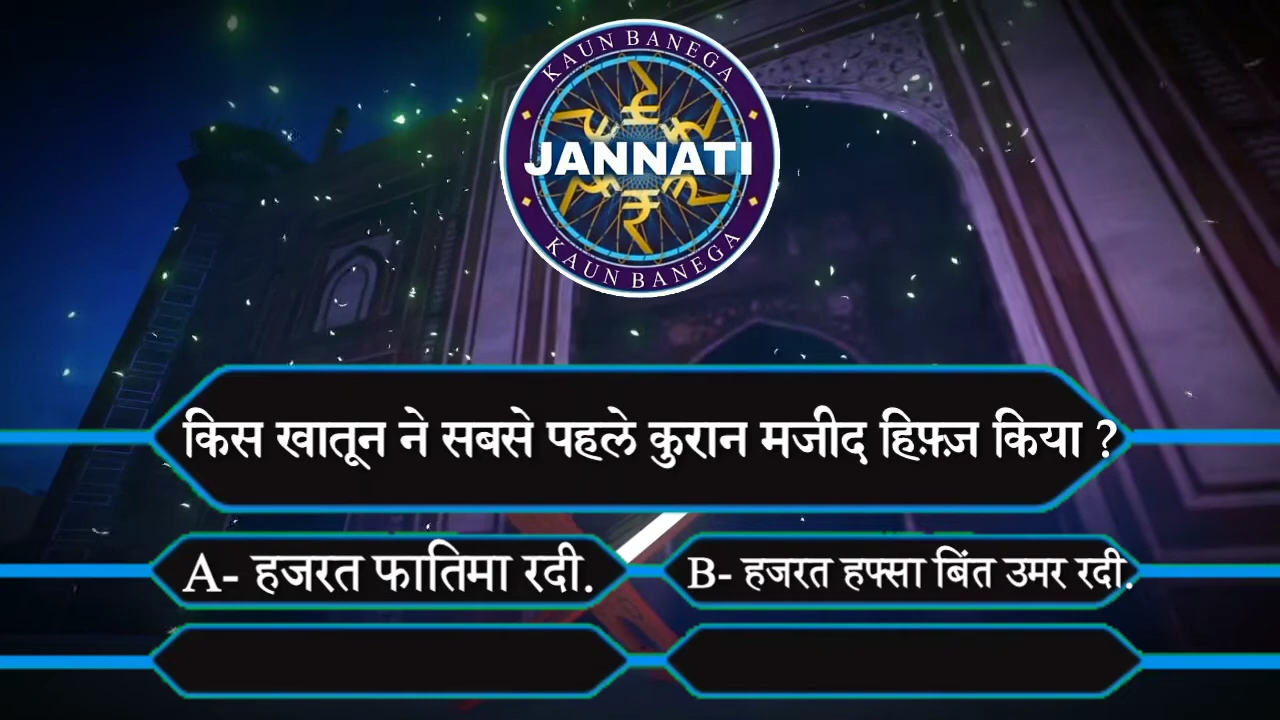 KAUN BANEGA
JANNATI
KAUN BANEGA
किस खातून ने सबसे पहले कुरान मजीद हिफ़्ज़ किया ?
A- हजरत फातिमा रदी.
B- हजरत हफ्सा बिंत उमर रदी.